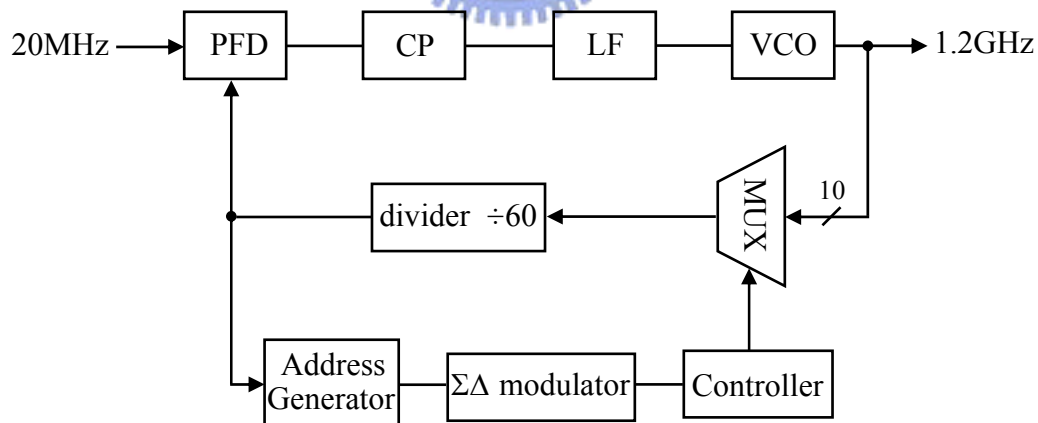 20MHz
PFD
CP
LF
VCO
1.2GHz
10
MUX
divider ÷60
Address
Generator
ΣΔ modulator
Controller